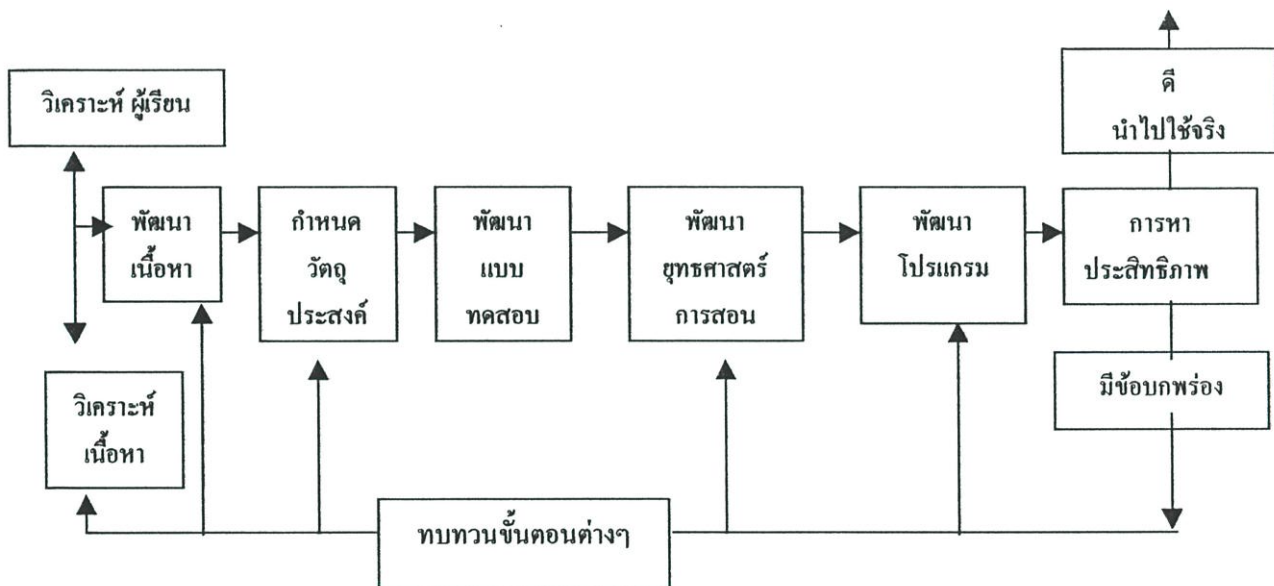 ดี
นำไปใช้จริง
วิเคราะห์ ผู้เรียน
พัฒนา
เนื้อหา
กำหนด
วัตถุ
ประสงค์
พัฒนา
แบบ
ทดสอบ
พัฒนา
ยุทธศาสตร์
การสอน
พัฒนา
โปรแกรม
การหา
ประสิทธิภาพ
วิเคราะห์
เนื้อหา
มีข้อบกพร่อง
ทบทวนขั้นตอนต่างๆ